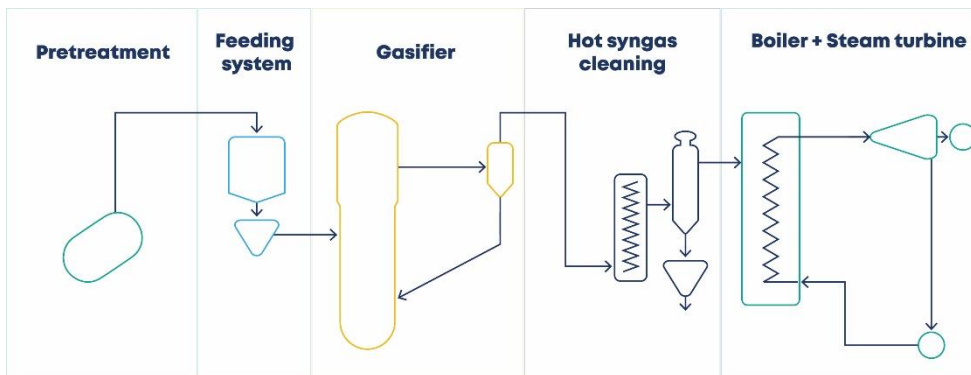 Pretreatment
Feeding
system
Gasifier
Hot syngas
cleaning
Boiler + Steam turbine